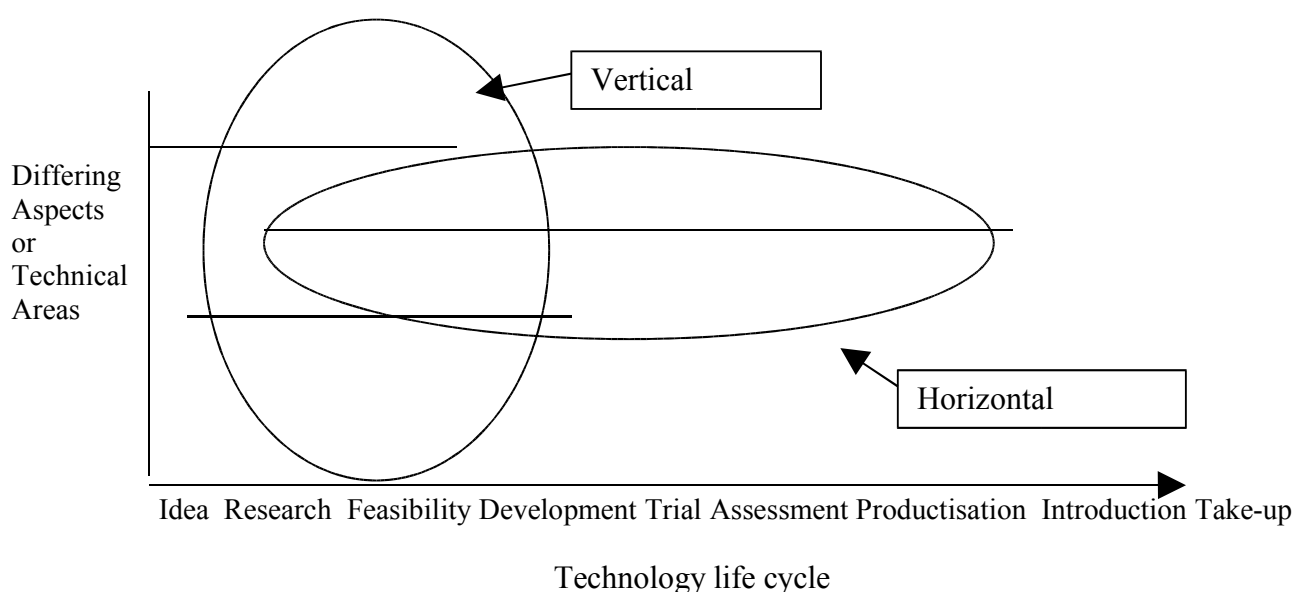 Vertical
Differing
Aspects
or
Technical
Areas
Horizontal
Idea Research Feasibility Development Trial Assessment Productisation Introduction Take-up
Technology life cycle